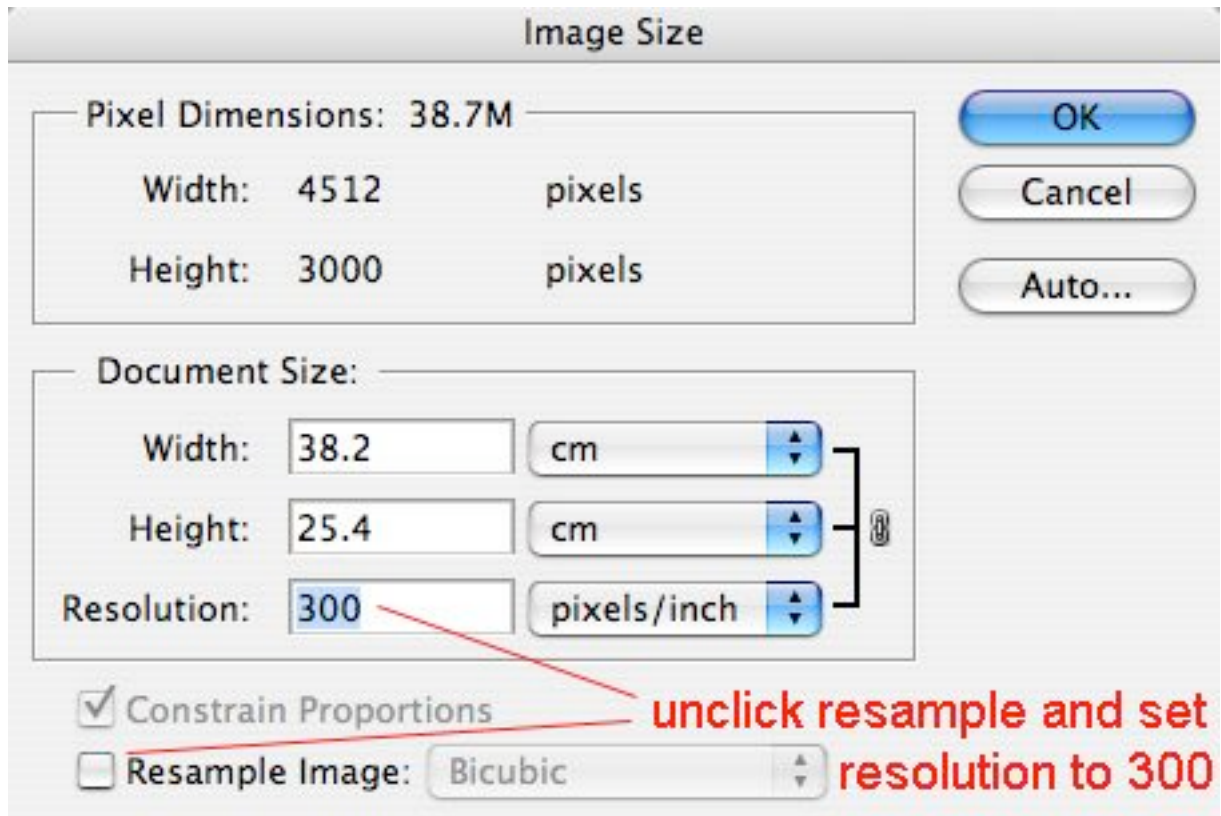 Image Size
Pixel Dimensions: 38.7M
Width: 4512 pixels
Height: 3000 pixels
OK
Cancel
Auto...
Document Size:
Width: 38.2 cm
Height: 25.4 cm
Resolution: 300 pixels/inch
Constrain Proportions
Resample Image: Bicubic
unclick resample and set
resolution to 300